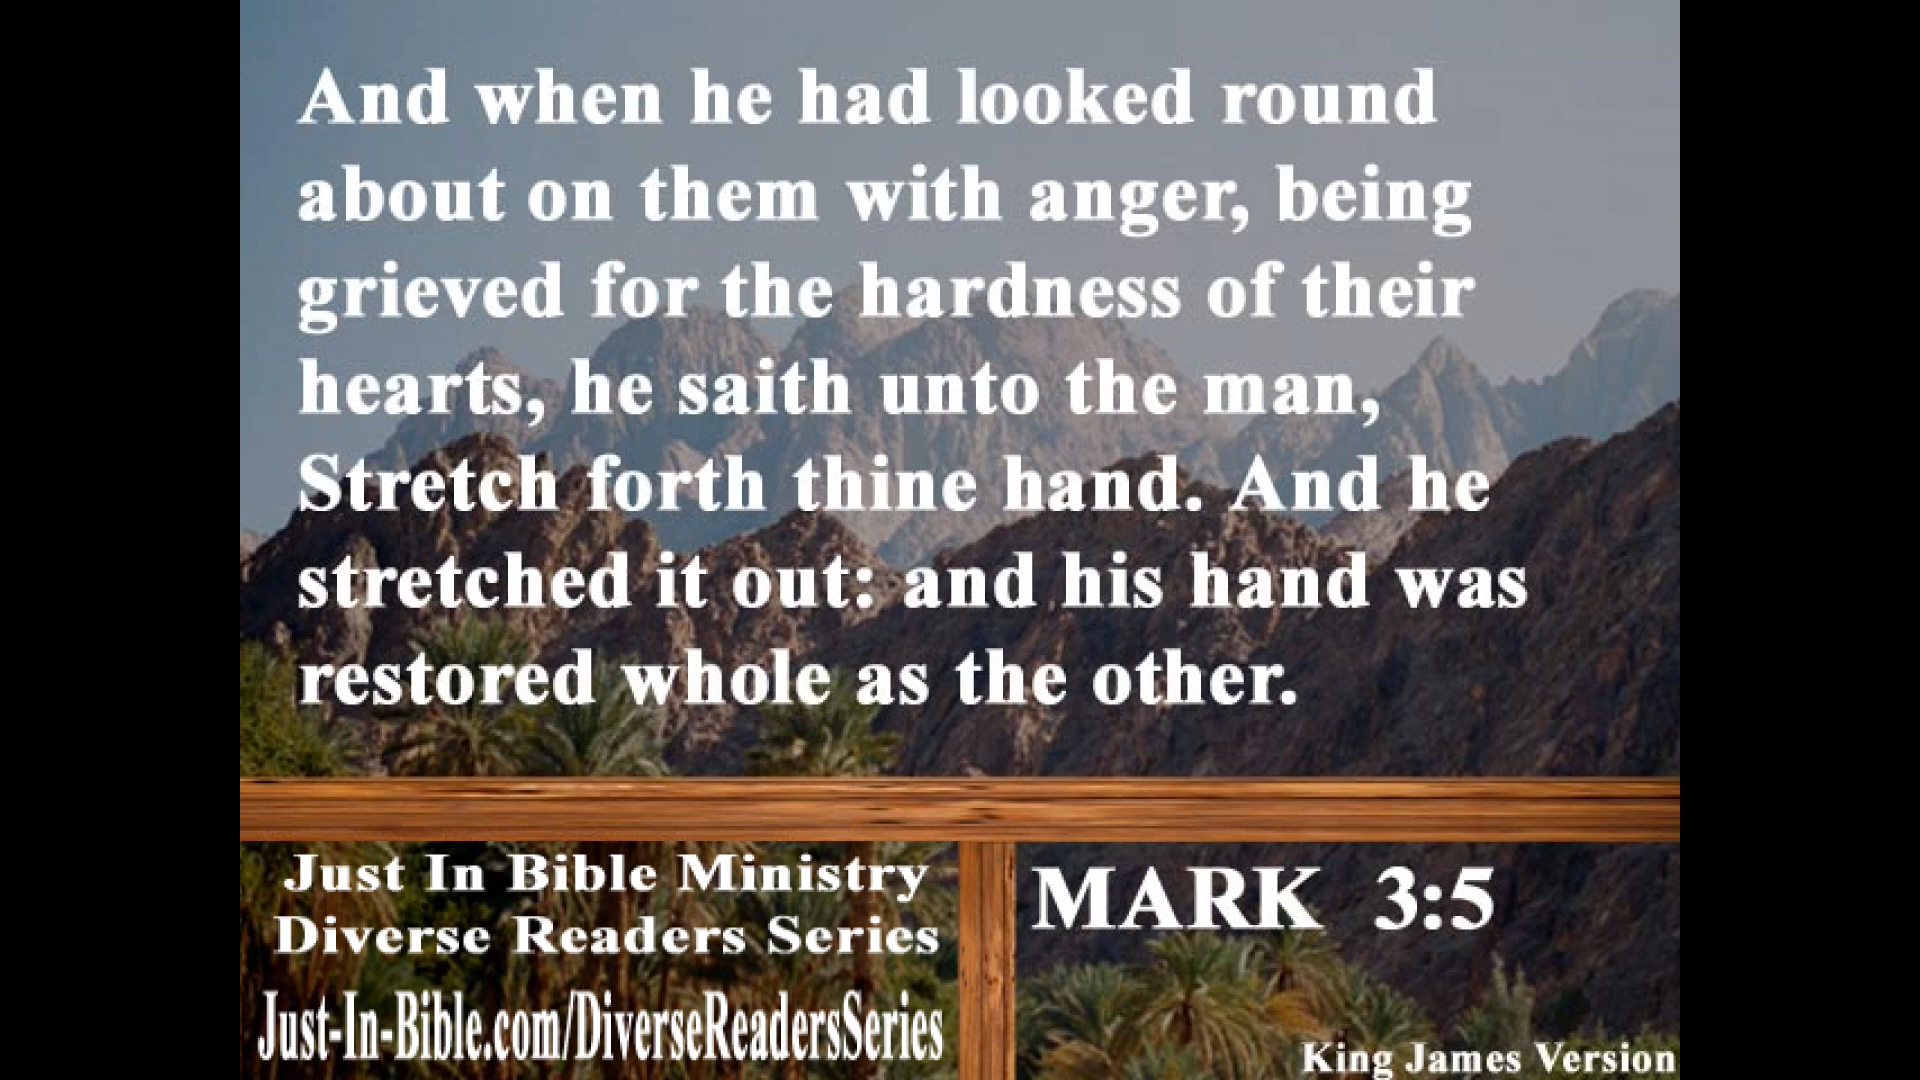 And when he had looked round
about on them with anger, being
grieved for the hardness of their
hearts, he saith unto the man,
Stretch forth thine hand. And he
stretched it out: and his hand was
restored whole as the other.
Just In Bible Ministry
Diverse Readers Series
Just-In-Bible.com/DiverseReadersSeries
MARK 3:5
King James Version